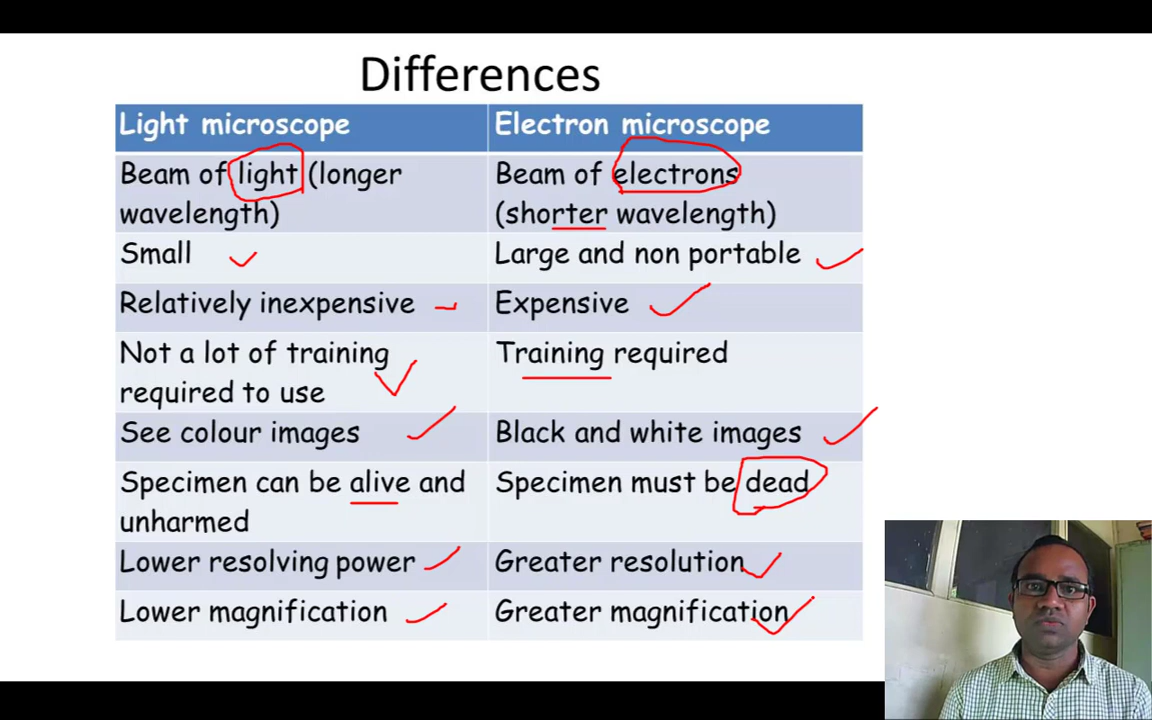 Differences
Light microscope
Electron microscope
Beam of light (longer
wavelength)
Beam of electrons
(shorter wavelength)
Small
Large and non portable
Relatively inexpensive
Expensive
Not a lot of training
required to use
Training required
See colour images
Black and white images
Specimen can be alive and
unharmed
Specimen must be dead
Lower resolving power
Greater resolution
Lower magnification
Greater magnification